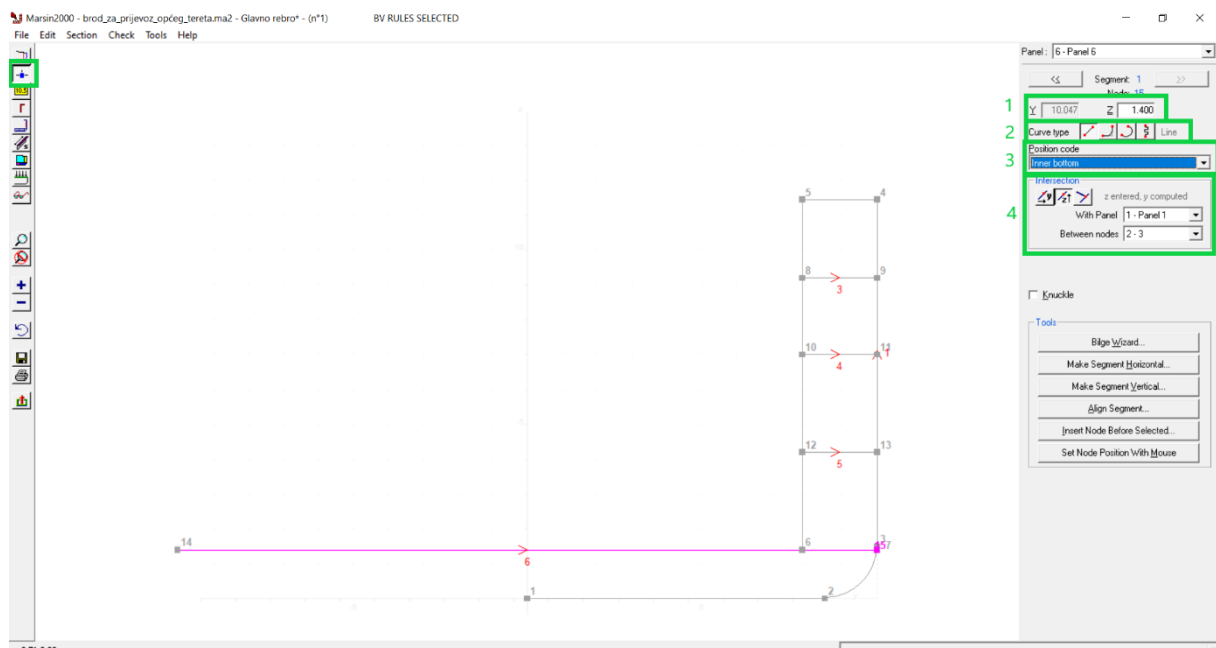 Marsin2000 - brod_za_prijevoz_općeg_tereta.ma2 - Glavno rebro* - (n°1) BV RULES SELECTED
File Edit Section Check Tools Help
Panel: 6 - Panel 6
<< Segment: 1 >>
Node: 15
1 Y 10.047 Z 1.400
2 Curve type Line
Position code
3 Inner bottom
Intersection
z entered, y computed
4 With Panel 1 - Panel 1
Between nodes 2 - 3
Knuckle
Tools
Bilge Wizard...
Make Segment Horizontal...
Make Segment Vertical...
Align Segment...
Insert Node Before Selected...
Set Node Position With Mouse
10.5
5 4
8 9
3
10 11 1
4
12 13
5
14 6 3
15 7
6
1 2